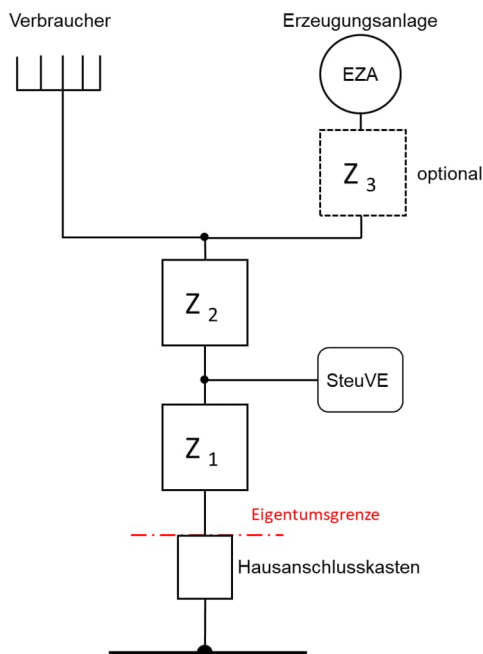 Verbraucher
Erzeugungsanlage
EZA
Z 3
optional
Z 2
SteuVE
Z 1
Eigentumsgrenze
Hausanschlusskasten